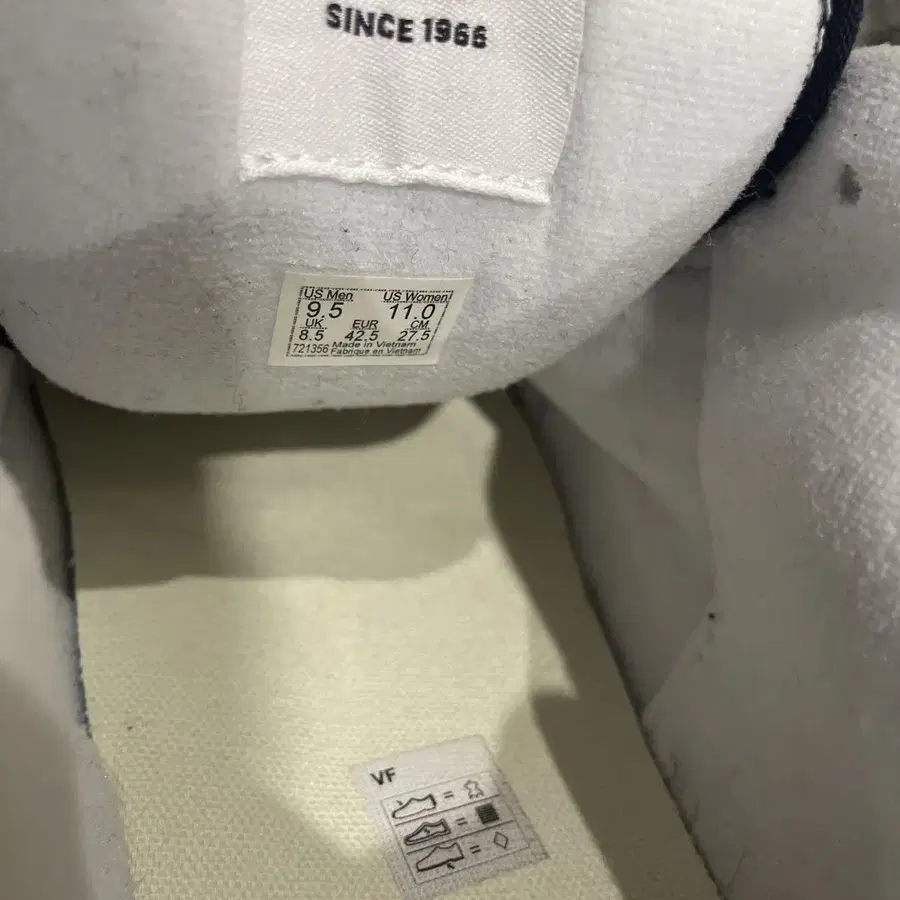 SINCE 1966
US Men US Women
9.5 11.0
UK EUR CM
8.5 42.5 27.5
721356 Made in Vietnam
Fabrique en Vietnam
VF
=
=
=